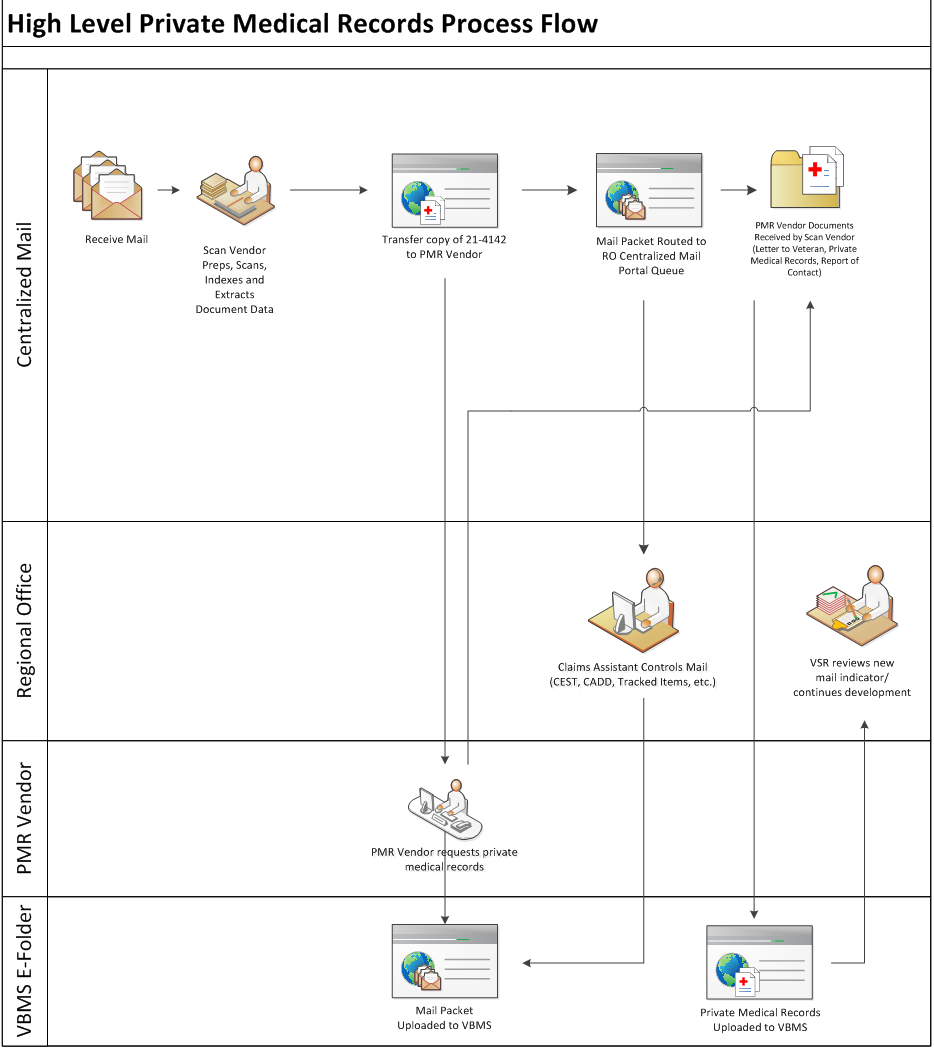 High Level Private Medical Records Process Flow
Centralized Mail
Receive Mail
Scan Vendor
Preps, Scans,
Indexes and
Extracts
Document Data
Transfer copy of 21-4142
to PMR Vendor
Mail Packet Routed to
RO Centralized Mail
Portal Queue
PMR Vendor Documents
Received by Scan Vendor
(Letter to Veteran, Private
Medical Records, Report of
Contact)
Regional Office
Claims Assistant Controls Mail
(CEST, CADD, Tracked Items, etc.)
VSR reviews new
mail indicator/
continues development
PMR Vendor
PMR Vendor requests private
medical records
VBMS E-Folder
Mail Packet
Uploaded to VBMS
Private Medical Records
Uploaded to VBMS